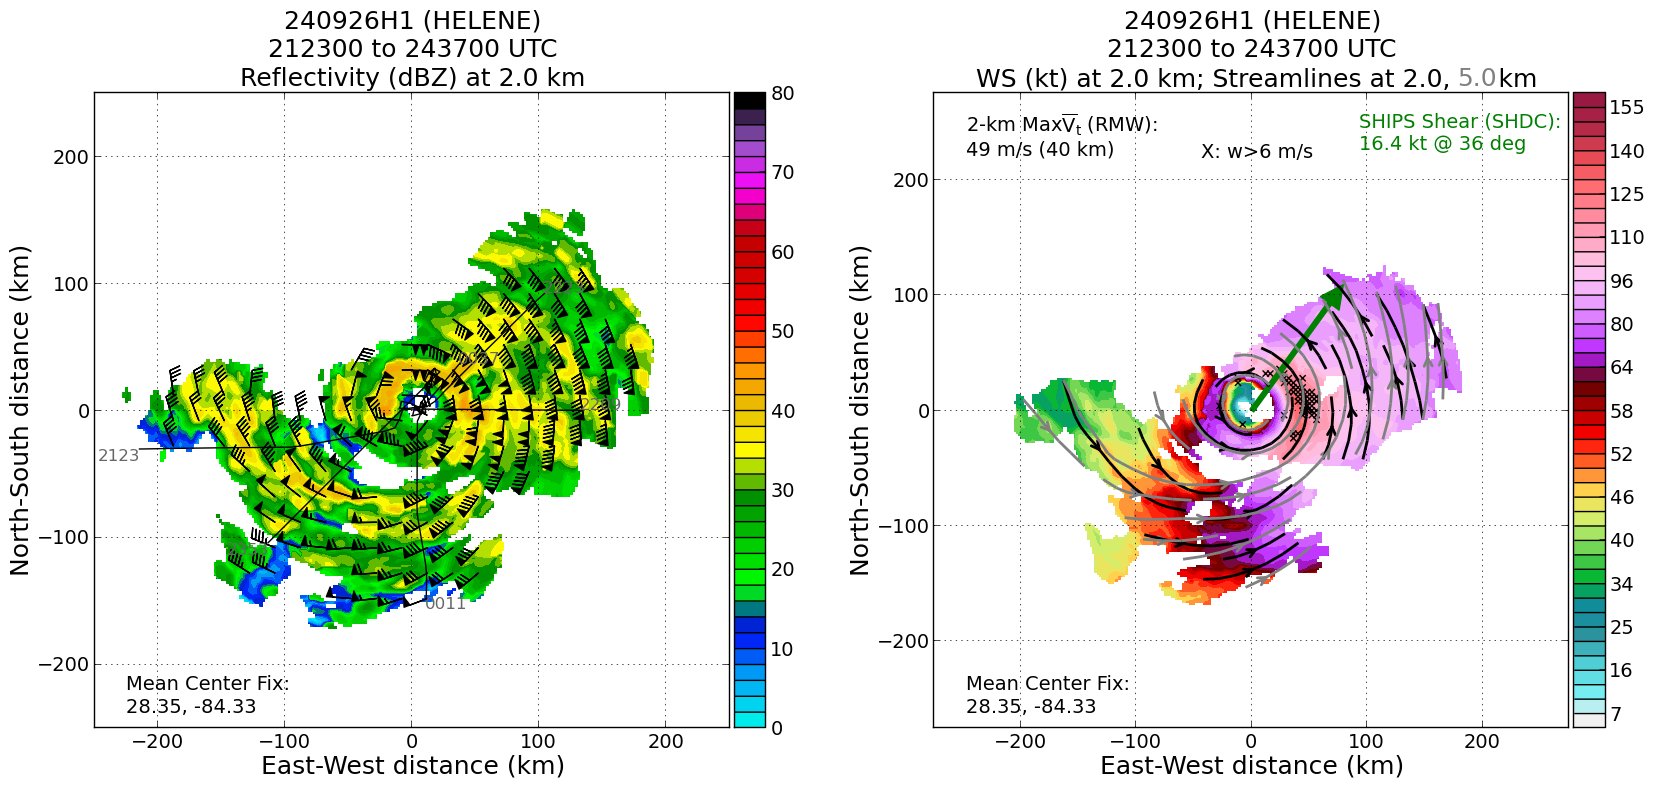 240926H1 (HELENE)
212300 to 243700 UTC
Reflectivity (dBZ) at 2.0 km
200
100
0
−100
−200
−200
−100
0
100
200
North-South distance (km)
East-West distance (km)
2123
0011
Mean Center Fix:
28.35, -84.33
80
70
60
50
40
30
20
10
0
240926H1 (HELENE)
212300 to 243700 UTC
WS (kt) at 2.0 km; Streamlines at 2.0, 5.0km
2-km MaxV̅t (RMW):
49 m/s (40 km)
X: w>6 m/s
SHIPS Shear (SHDC):
16.4 kt @ 36 deg
200
100
0
−100
−200
−200
−100
0
100
200
North-South distance (km)
East-West distance (km)
Mean Center Fix:
28.35, -84.33
155
140
125
110
96
80
64
58
52
46
40
34
25
16
7